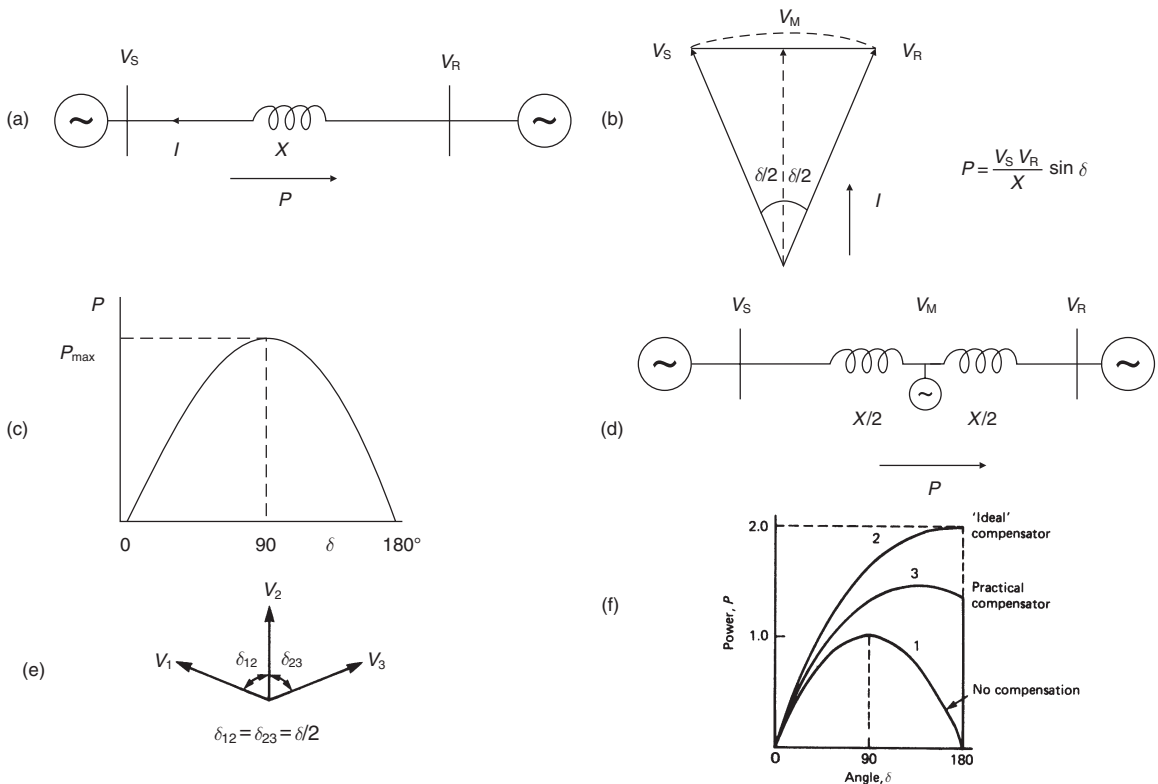 (a)
V_S
V_R
~
~
I
X
P
(b)
V_M
V_S
V_R
δ/2
δ/2
I
P = V_S V_R / X sin δ
(c)
P
P_max
0
90
δ
180°
(d)
V_S
V_M
V_R
~
~
~
X/2
X/2
P
(e)
V_2
V_1
δ_12
δ_23
V_3
δ_12 = δ_23 = δ/2
(f)
Power, P
2.0
1.0
2
3
1
'Ideal'
compensator
Practical
compensator
No compensation
0
90
180
Angle, δ